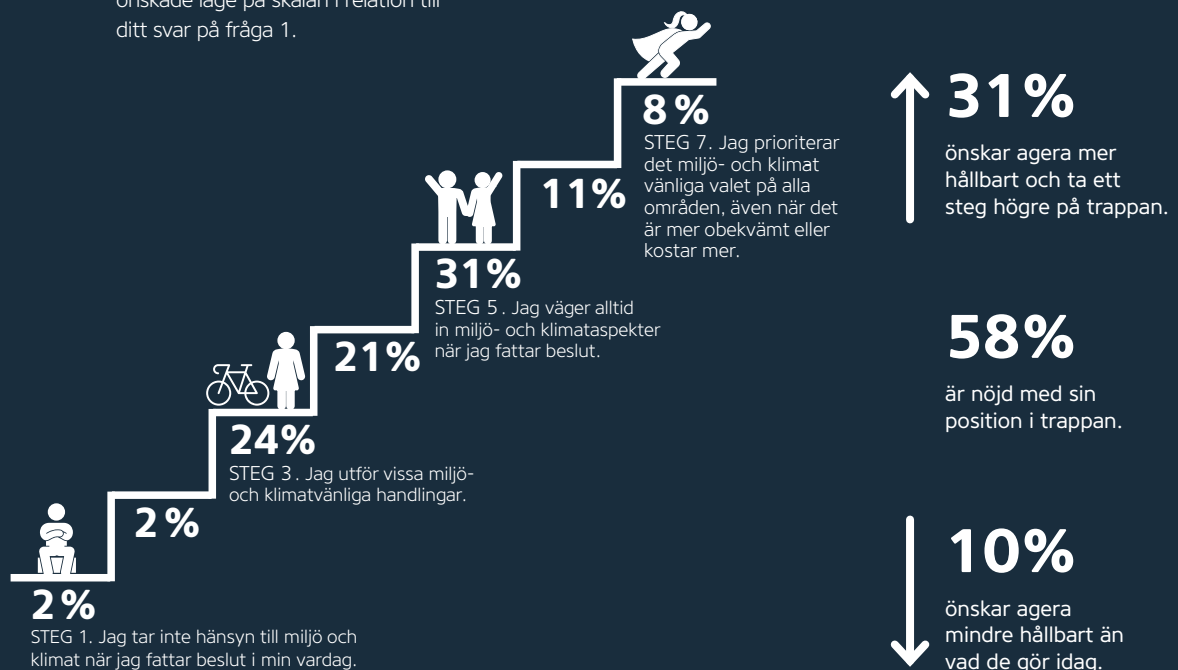 önskade läge på skalan i relation till
ditt svar på fråga 1.
8 %
STEG 7. Jag prioriterar
det miljö- och klimat
vänliga valet på alla
områden, även när det
är mer obekvämt eller
kostar mer.
11%
31%
STEG 5. Jag väger alltid
in miljö- och klimataspekter
när jag fattar beslut.
21%
24%
STEG 3. Jag utför vissa miljö-
och klimatvänliga handlingar.
2 %
2 %
STEG 1. Jag tar inte hänsyn till miljö och
klimat när jag fattar beslut i min vardag.
31%
önskar agera mer
hållbart och ta ett
steg högre på trappan.
58%
är nöjd med sin
position i trappan.
10%
önskar agera
mindre hållbart än
vad de gör idag.